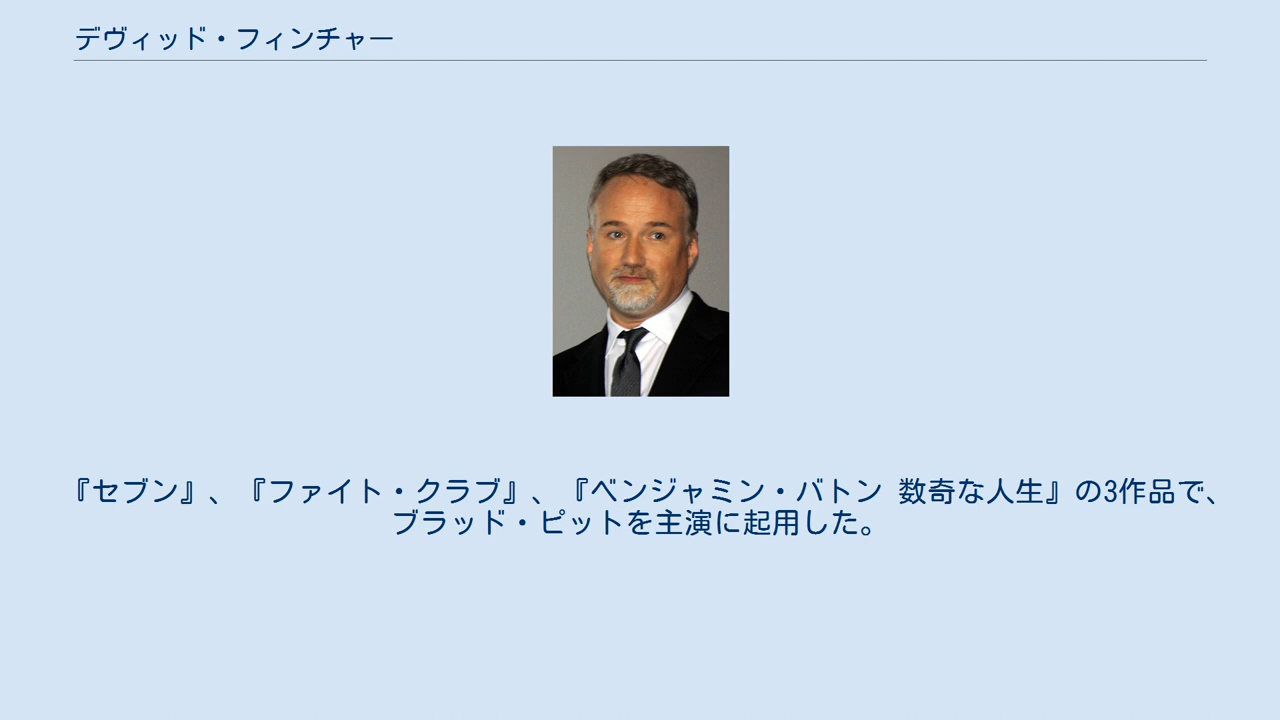 デヴィッド・フィンチャー
『セブン』、『ファイト・クラブ』、『ベンジャミン・バトン 数奇な人生』の3作品で、
ブラッド・ピットを主演に起用した。